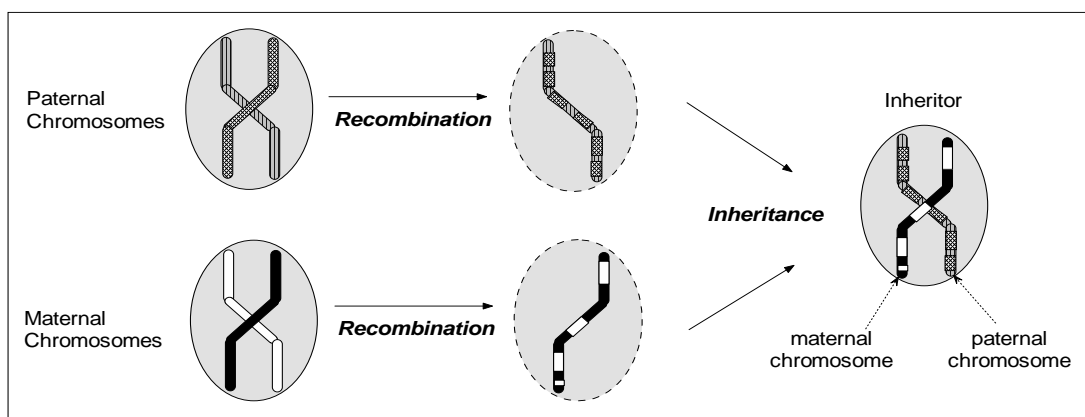 Paternal
Chromosomes
Recombination
Inheritor
Inheritance
Maternal
Chromosomes
Recombination
maternal
chromosome
paternal
chromosome